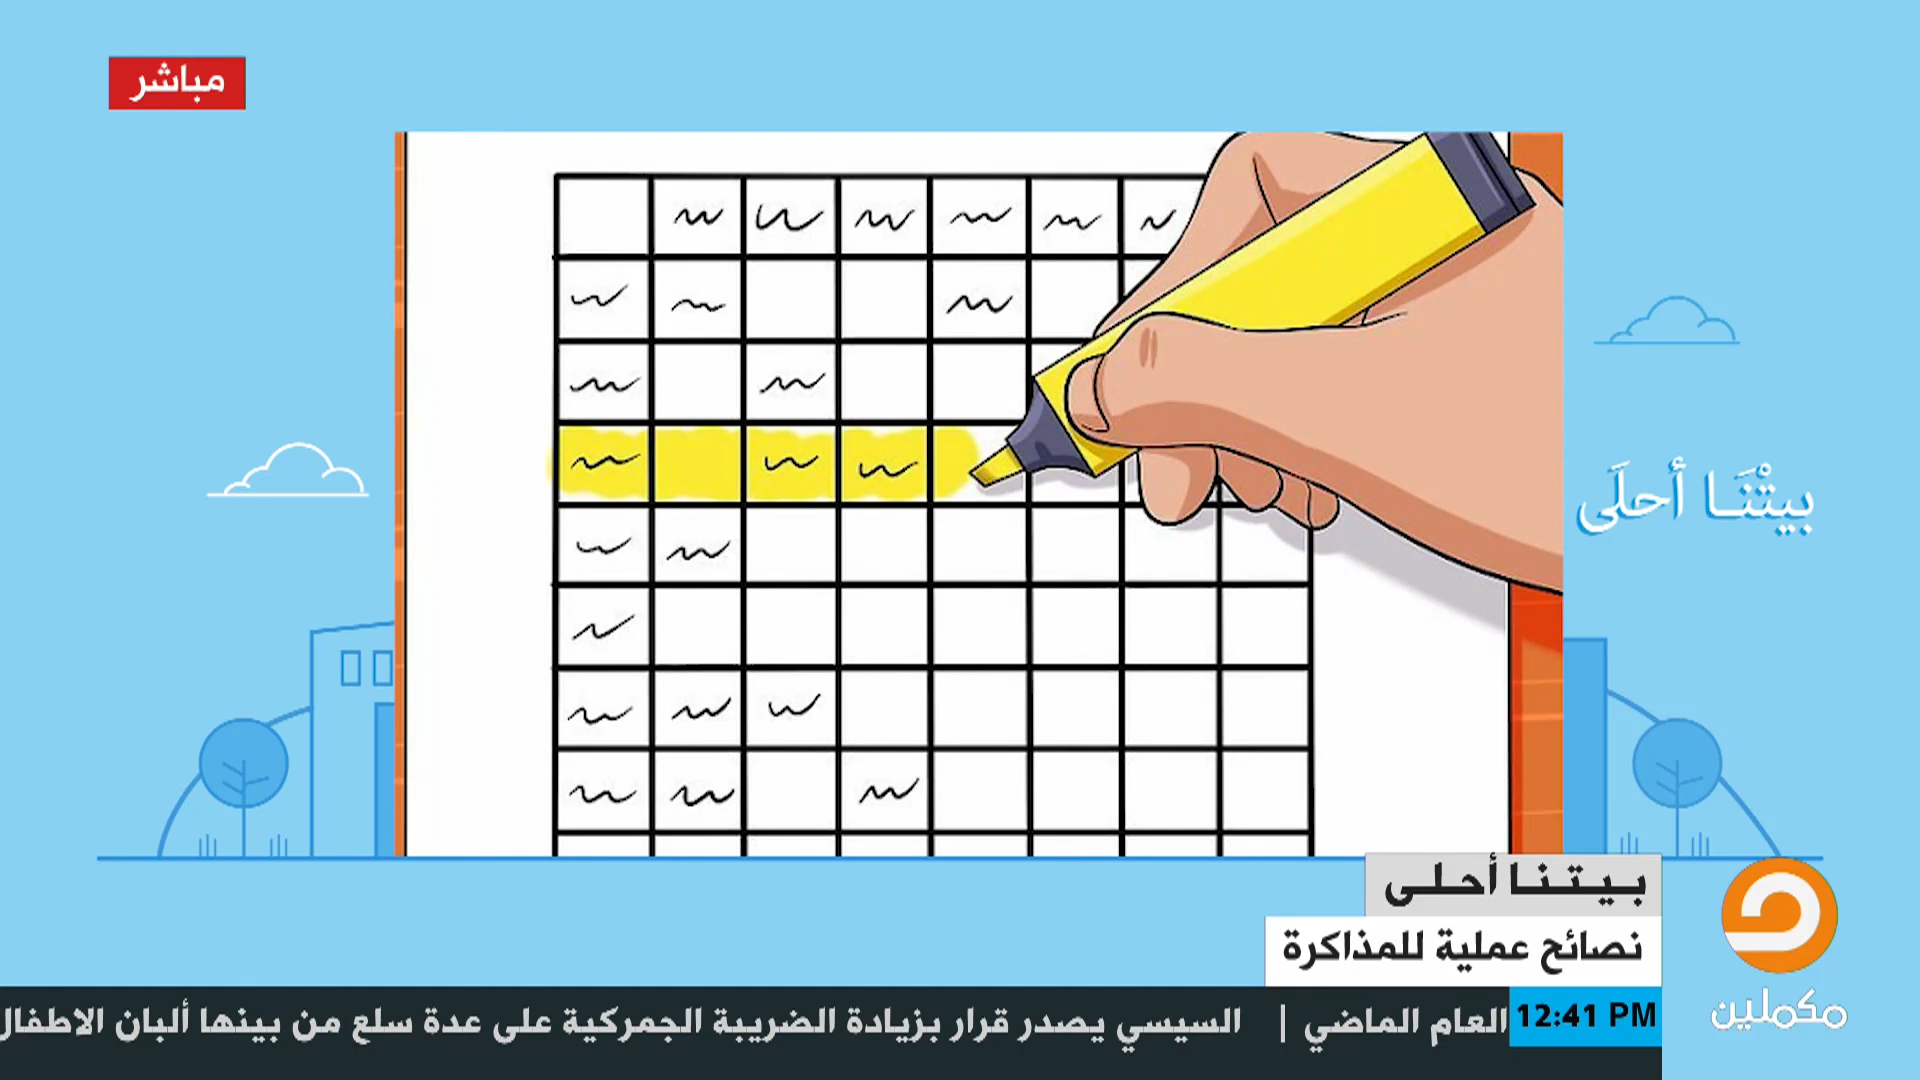 مباشر
بيتْنَا أحلَى
بيتنا أحلى
نصائح عملية للمذاكرة
العام الماضي | السيسي يصدر قرار بزيادة الضريبة الجمركية على عدة سلع من بينها ألبان الاطفال
12:41 PM
مكملين